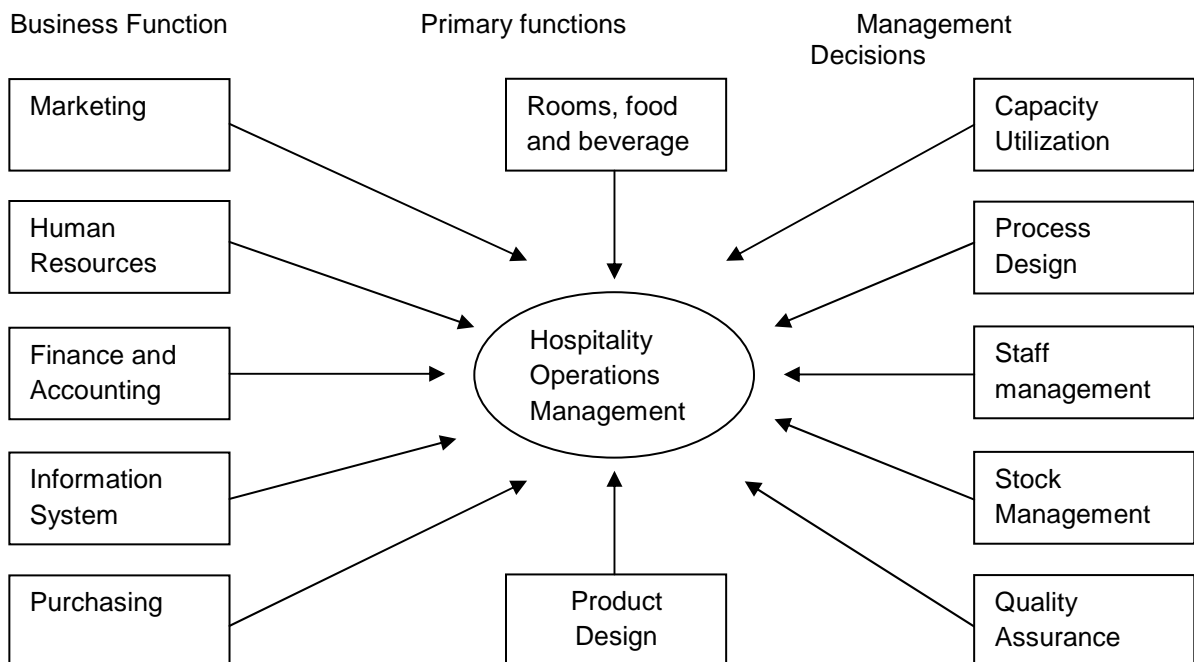 Business Function
Primary functions
Management
Decisions
Marketing
Rooms, food
and beverage
Capacity
Utilization
Human
Resources
Process
Design
Finance and
Accounting
Hospitality
Operations
Management
Staff
management
Information
System
Stock
Management
Purchasing
Product
Design
Quality
Assurance